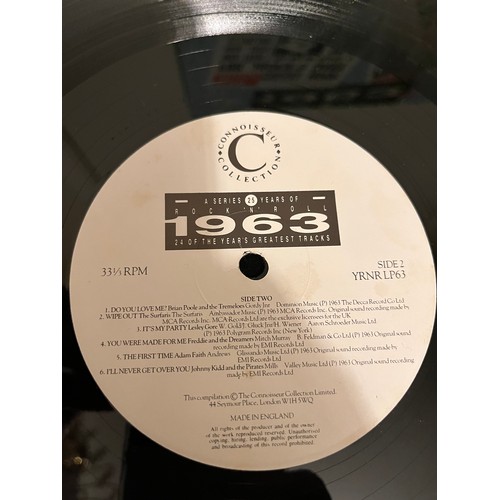 CONNOISSEUR
C
COLLECTION
A SERIES 25 YEARS OF
ROCK 'N' ROLL
1963
24 OF THE YEAR'S GREATEST TRACKS
33⅓ RPM
SIDE 2
YRNR LP63
SIDE TWO
1. DO YOU LOVE ME? Brian Poole and the Tremeloes Gordy Jnr Dominion Music (P) 1963 The Decca Record Co Ltd
2. WIPE OUT The Surfaris The Surfaris Ambassador Music (P) 1963 MCA Records Inc. Original sound recording made by
MCA Records Inc. MCA Records Ltd are the exclusive licensees for the UK
3. IT'S MY PARTY Lesley Gore W. Gold/J. Gluck Jnr/H. Wiener Aaron Schroeder Music Ltd
(P) 1963 Polygram Records Inc (New York)
4. YOU WERE MADE FOR ME Freddie and the Dreamers Mitch Murray B. Feldman & Co Ltd (P) 1963 Original sound
recording made by EMI Records Ltd
5. THE FIRST TIME Adam Faith Andrews Glissando Music Ltd (P) 1963 Original sound recording made by
EMI Records Ltd
6. I'LL NEVER GET OVER YOU Johnny Kidd and the Pirates Mills Valley Music Ltd (P) 1963 Original sound recording
made by EMI Records Ltd
This compilation © The Connoisseur Collection Limited.
44 Seymour Place, London W1H 5WQ
MADE IN ENGLAND
All rights of the producer and of the owner
of the work reproduced reserved. Unauthorised
copying, hiring, lending, public performance
and broadcasting of this record prohibited